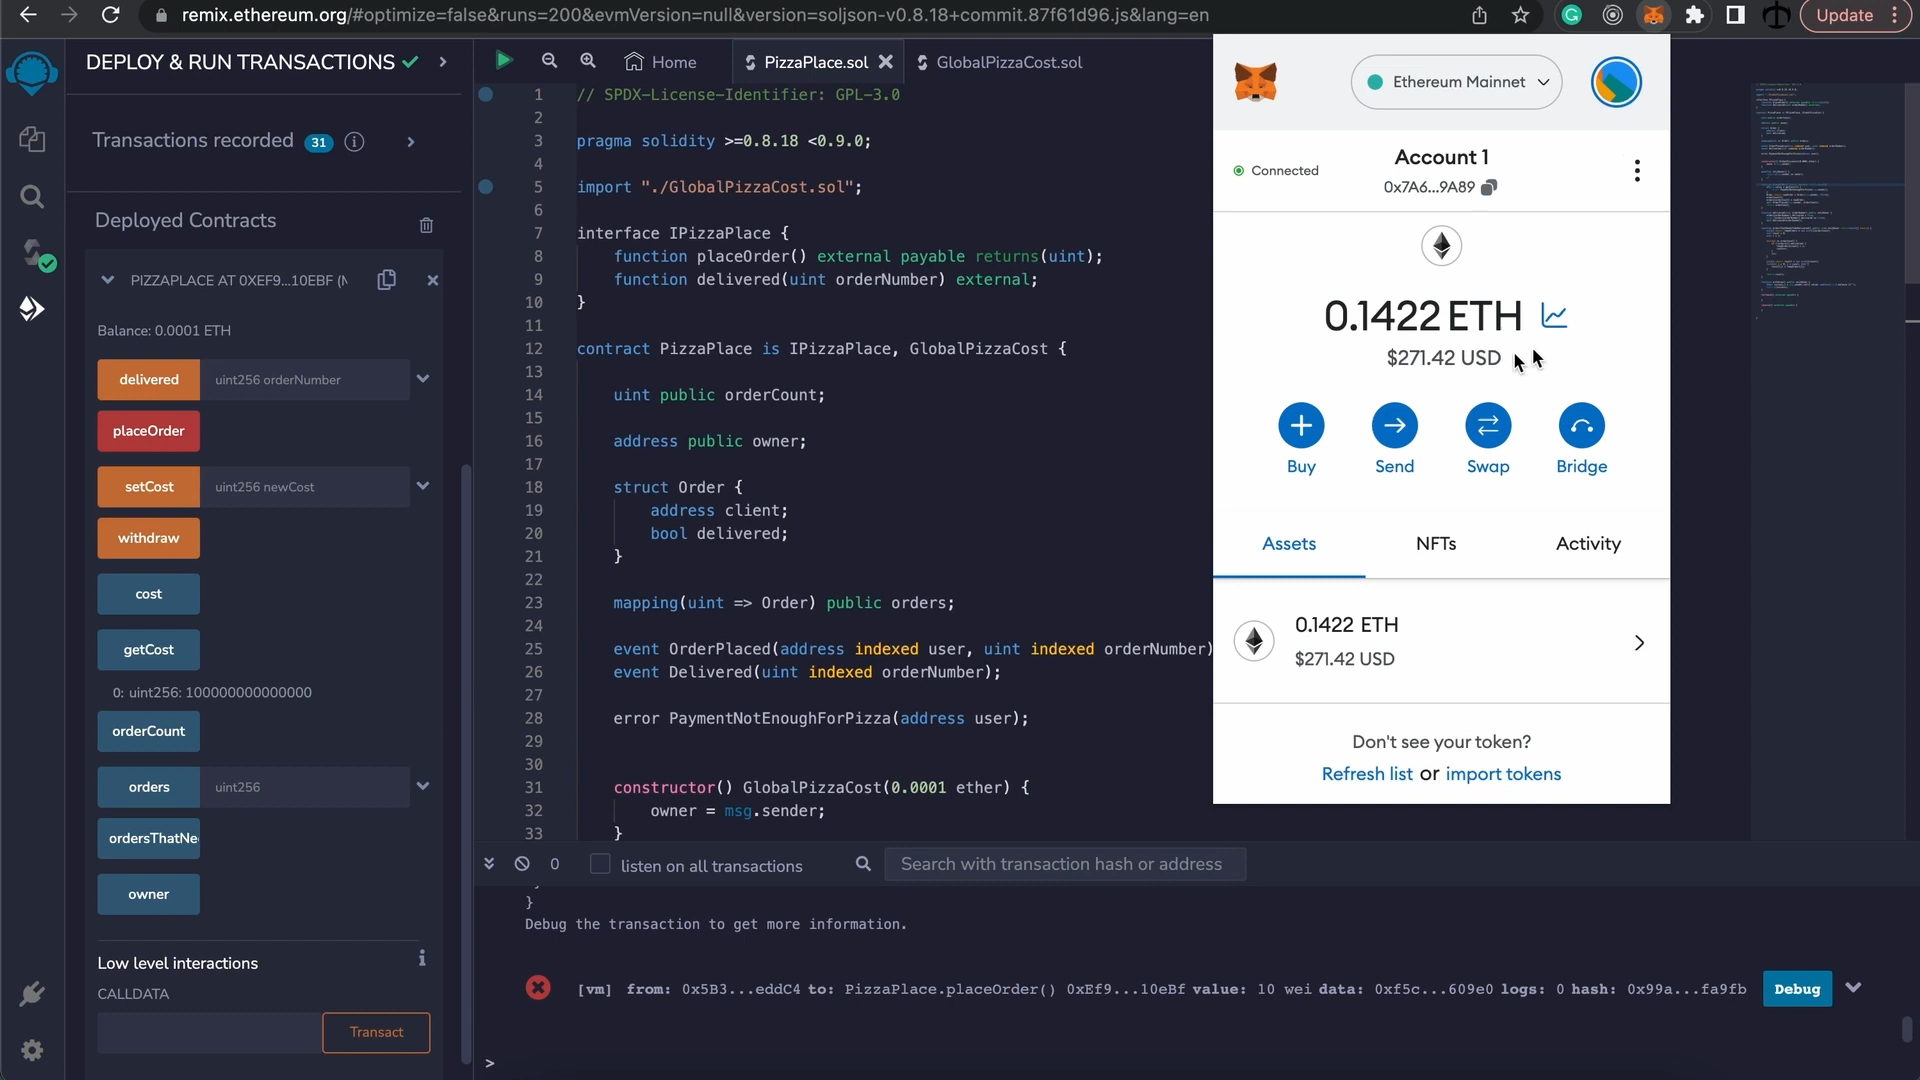 remix.ethereum.org/#optimize=false&runs=200&evmVersion=null&version=soljson-v0.8.18+commit.87f61d96.js&lang=en
Update
DEPLOY & RUN TRANSACTIONS
Transactions recorded 31
Deployed Contracts
PIZZAPLACE AT 0XEF9...10EBF (M
Balance: 0.0001 ETH
delivered uint256 orderNumber
placeOrder
setCost uint256 newCost
withdraw
cost
getCost
0: uint256: 100000000000000
orderCount
orders uint256
ordersThatNe
owner
Low level interactions
CALLDATA
Transact
Home
PizzaPlace.sol
GlobalPizzaCost.sol
1 // SPDX-License-Identifier: GPL-3.0
2
3 pragma solidity >=0.8.18 <0.9.0;
4
5 import "./GlobalPizzaCost.sol";
6
7 interface IPizzaPlace {
8 function placeOrder() external payable returns(uint);
9 function delivered(uint orderNumber) external;
10 }
11
12 contract PizzaPlace is IPizzaPlace, GlobalPizzaCost {
13
14 uint public orderCount;
15
16 address public owner;
17
18 struct Order {
19 address client;
20 bool delivered;
21 }
22
23 mapping(uint => Order) public orders;
24
25 event OrderPlaced(address indexed user, uint indexed orderNumber)
26 event Delivered(uint indexed orderNumber);
27
28 error PaymentNotEnoughForPizza(address user);
29
30
31 constructor() GlobalPizzaCost(0.0001 ether) {
32 owner = msg.sender;
33 }
Ethereum Mainnet
Connected
Account 1
0x7A6...9A89
0.1422 ETH
$271.42 USD
Buy
Send
Swap
Bridge
Assets
NFTs
Activity
0.1422 ETH
$271.42 USD
Don't see your token?
Refresh list or import tokens
0
listen on all transactions
Search with transaction hash or address
}
Debug the transaction to get more information.
[vm] from: 0x5B3...eddC4 to: PizzaPlace.placeOrder() 0xEf9...10eBf value: 10 wei data: 0xf5c...609e0 logs: 0 hash: 0x99a...fa9fb
Debug
>